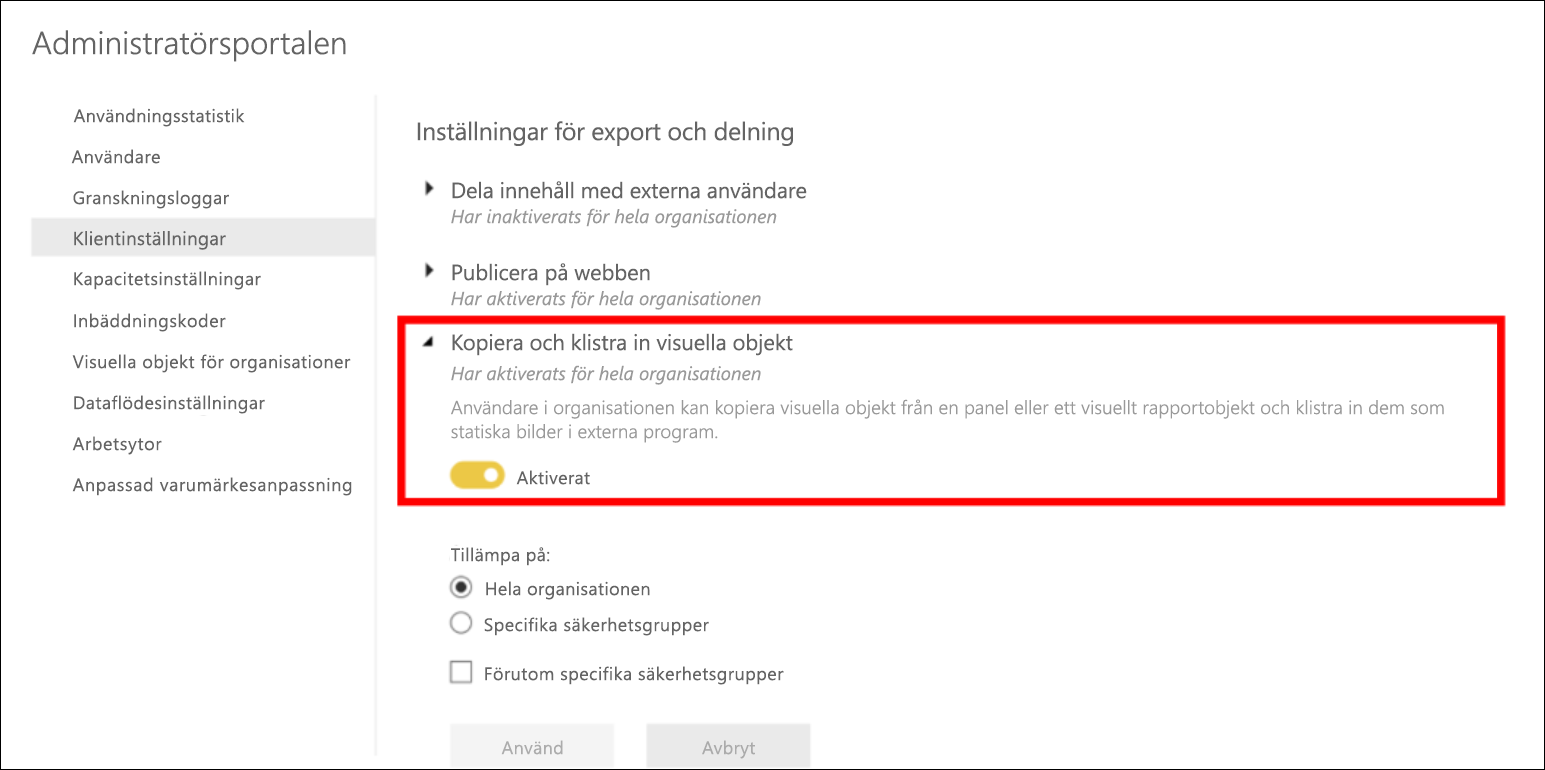 Administratörsportalen
Användningsstatistik
Användare
Granskningsloggar
Klientinställningar
Kapacitetsinställningar
Inbäddningskoder
Visuella objekt för organisationer
Dataflödesinställningar
Arbetsytor
Anpassad varumärkesanpassning
Inställningar för export och delning
Dela innehåll med externa användare
Har inaktiverats för hela organisationen
Publicera på webben
Har aktiverats för hela organisationen
Kopiera och klistra in visuella objekt
Har aktiverats för hela organisationen
Användare i organisationen kan kopiera visuella objekt från en panel eller ett visuellt rapportobjekt och klistra in dem som
statiska bilder i externa program.
Aktiverat
Tillämpa på:
Hela organisationen
Specifika säkerhetsgrupper
Förutom specifika säkerhetsgrupper
Använd
Avbryt